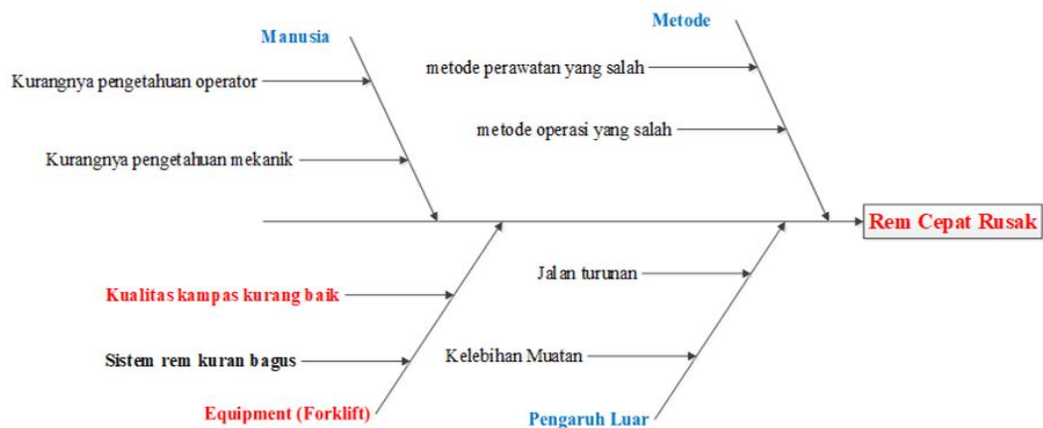 Manusia
Metode
Kurangnya pengetahuan operator
metode perawatan yang salah
metode operasi yang salah
Kurangnya pengetahuan mekanik
Rem Cepat Rusak
Jalan turunan
Kualitas kampas kurang baik
Sistem rem kuran bagus
Kelebihan Muatan
Equipment (Forklift)
Pengaruh Luar